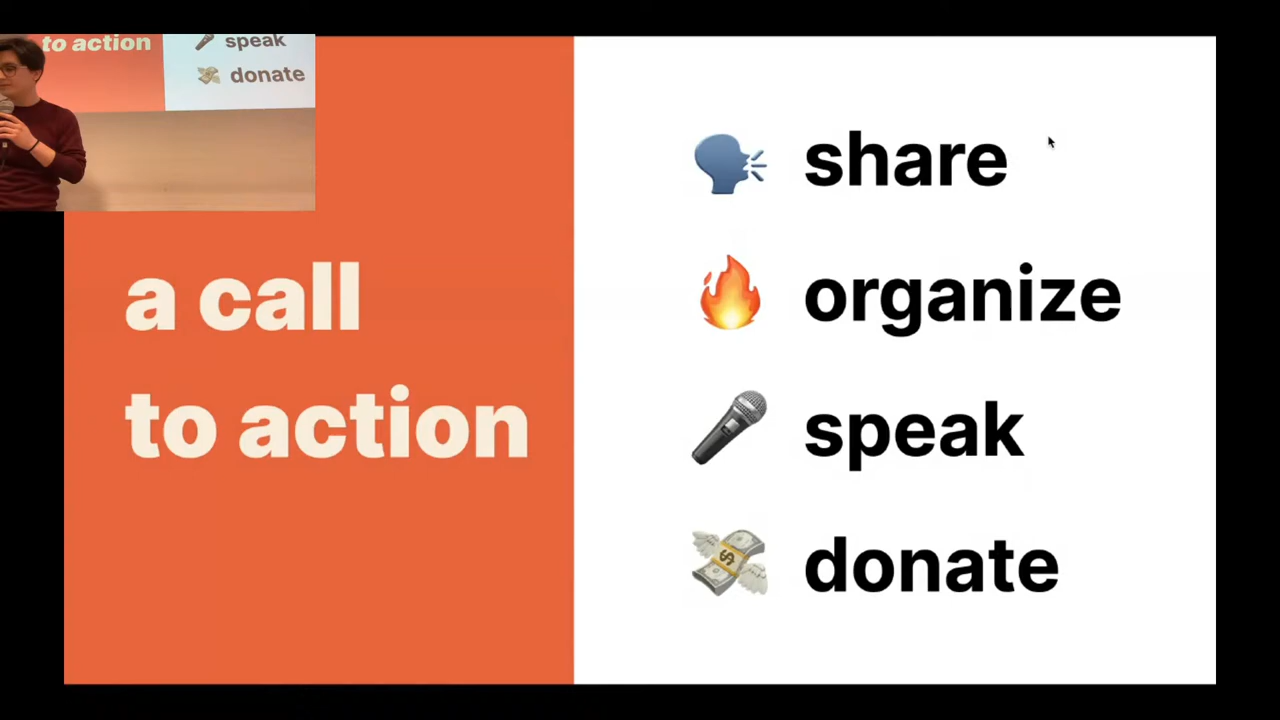 to action
speak
donate
a call
to action
share
organize
speak
donate